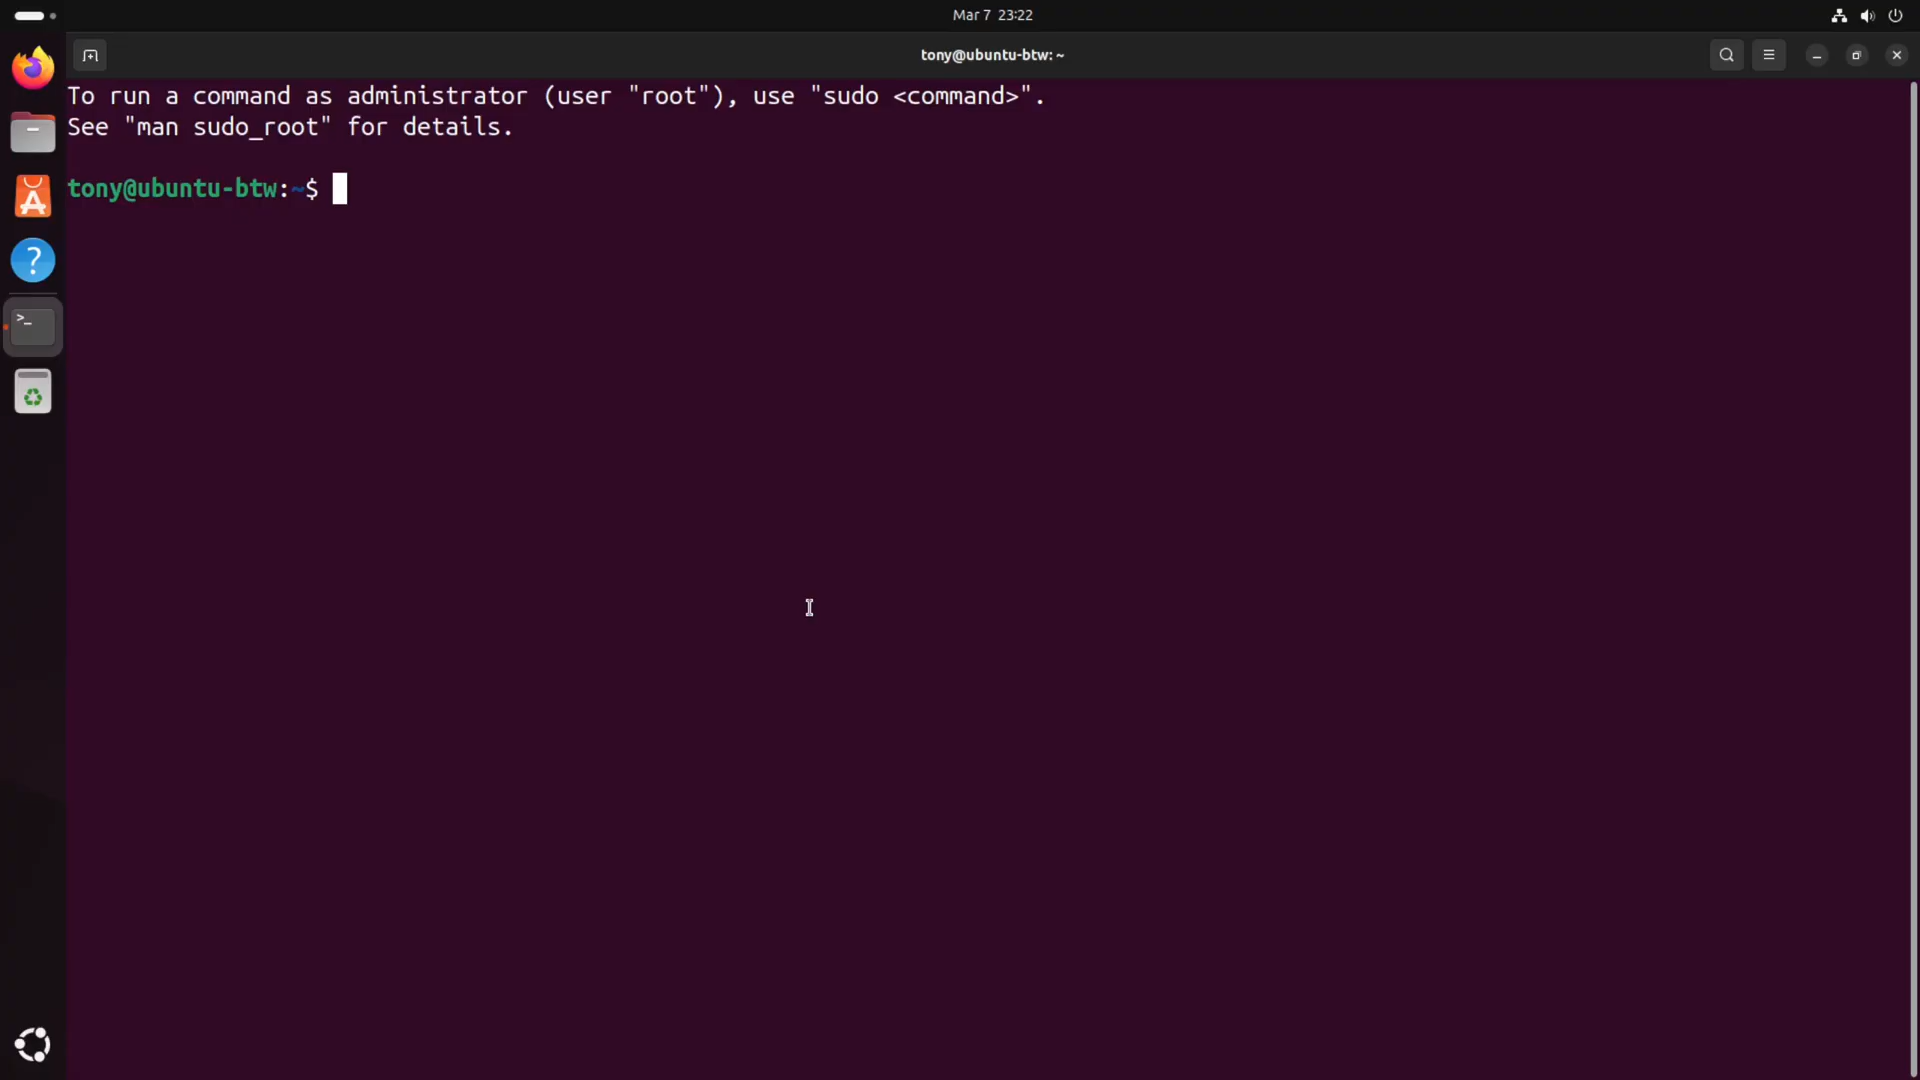 Mar 7 23:22
tony@ubuntu-btw: ~
To run a command as administrator (user "root"), use "sudo <command>".
See "man sudo_root" for details.
tony@ubuntu-btw:~$